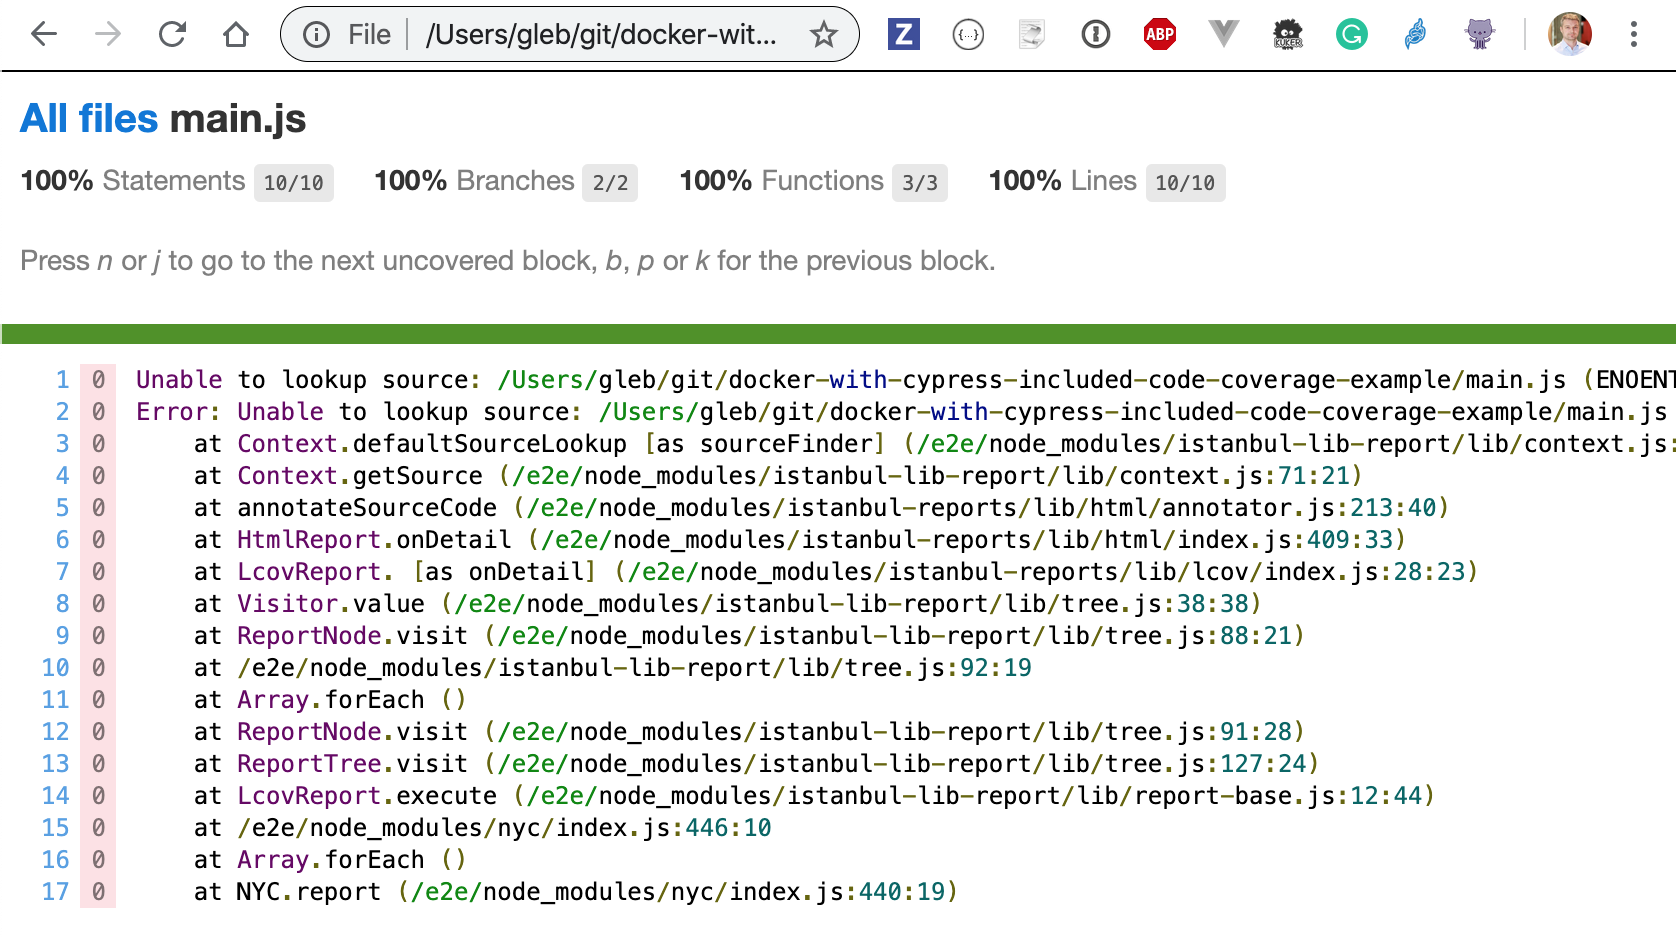 File /Users/gleb/git/docker-wit...
Z {...} ABP KUKER G
All files main.js
100% Statements 10/10 100% Branches 2/2 100% Functions 3/3 100% Lines 10/10
Press n or j to go to the next uncovered block, b, p or k for the previous block.
1 0 Unable to lookup source: /Users/gleb/git/docker-with-cypress-included-code-coverage-example/main.js (ENOENT
2 0 Error: Unable to lookup source: /Users/gleb/git/docker-with-cypress-included-code-coverage-example/main.js
3 0 at Context.defaultSourceLookup [as sourceFinder] (/e2e/node_modules/istanbul-lib-report/lib/context.js:
4 0 at Context.getSource (/e2e/node_modules/istanbul-lib-report/lib/context.js:71:21)
5 0 at annotateSourceCode (/e2e/node_modules/istanbul-reports/lib/html/annotator.js:213:40)
6 0 at HtmlReport.onDetail (/e2e/node_modules/istanbul-reports/lib/html/index.js:409:33)
7 0 at LcovReport. [as onDetail] (/e2e/node_modules/istanbul-reports/lib/lcov/index.js:28:23)
8 0 at Visitor.value (/e2e/node_modules/istanbul-lib-report/lib/tree.js:38:38)
9 0 at ReportNode.visit (/e2e/node_modules/istanbul-lib-report/lib/tree.js:88:21)
10 0 at /e2e/node_modules/istanbul-lib-report/lib/tree.js:92:19
11 0 at Array.forEach ()
12 0 at ReportNode.visit (/e2e/node_modules/istanbul-lib-report/lib/tree.js:91:28)
13 0 at ReportTree.visit (/e2e/node_modules/istanbul-lib-report/lib/tree.js:127:24)
14 0 at LcovReport.execute (/e2e/node_modules/istanbul-lib-report/lib/report-base.js:12:44)
15 0 at /e2e/node_modules/nyc/index.js:446:10
16 0 at Array.forEach ()
17 0 at NYC.report (/e2e/node_modules/nyc/index.js:440:19)